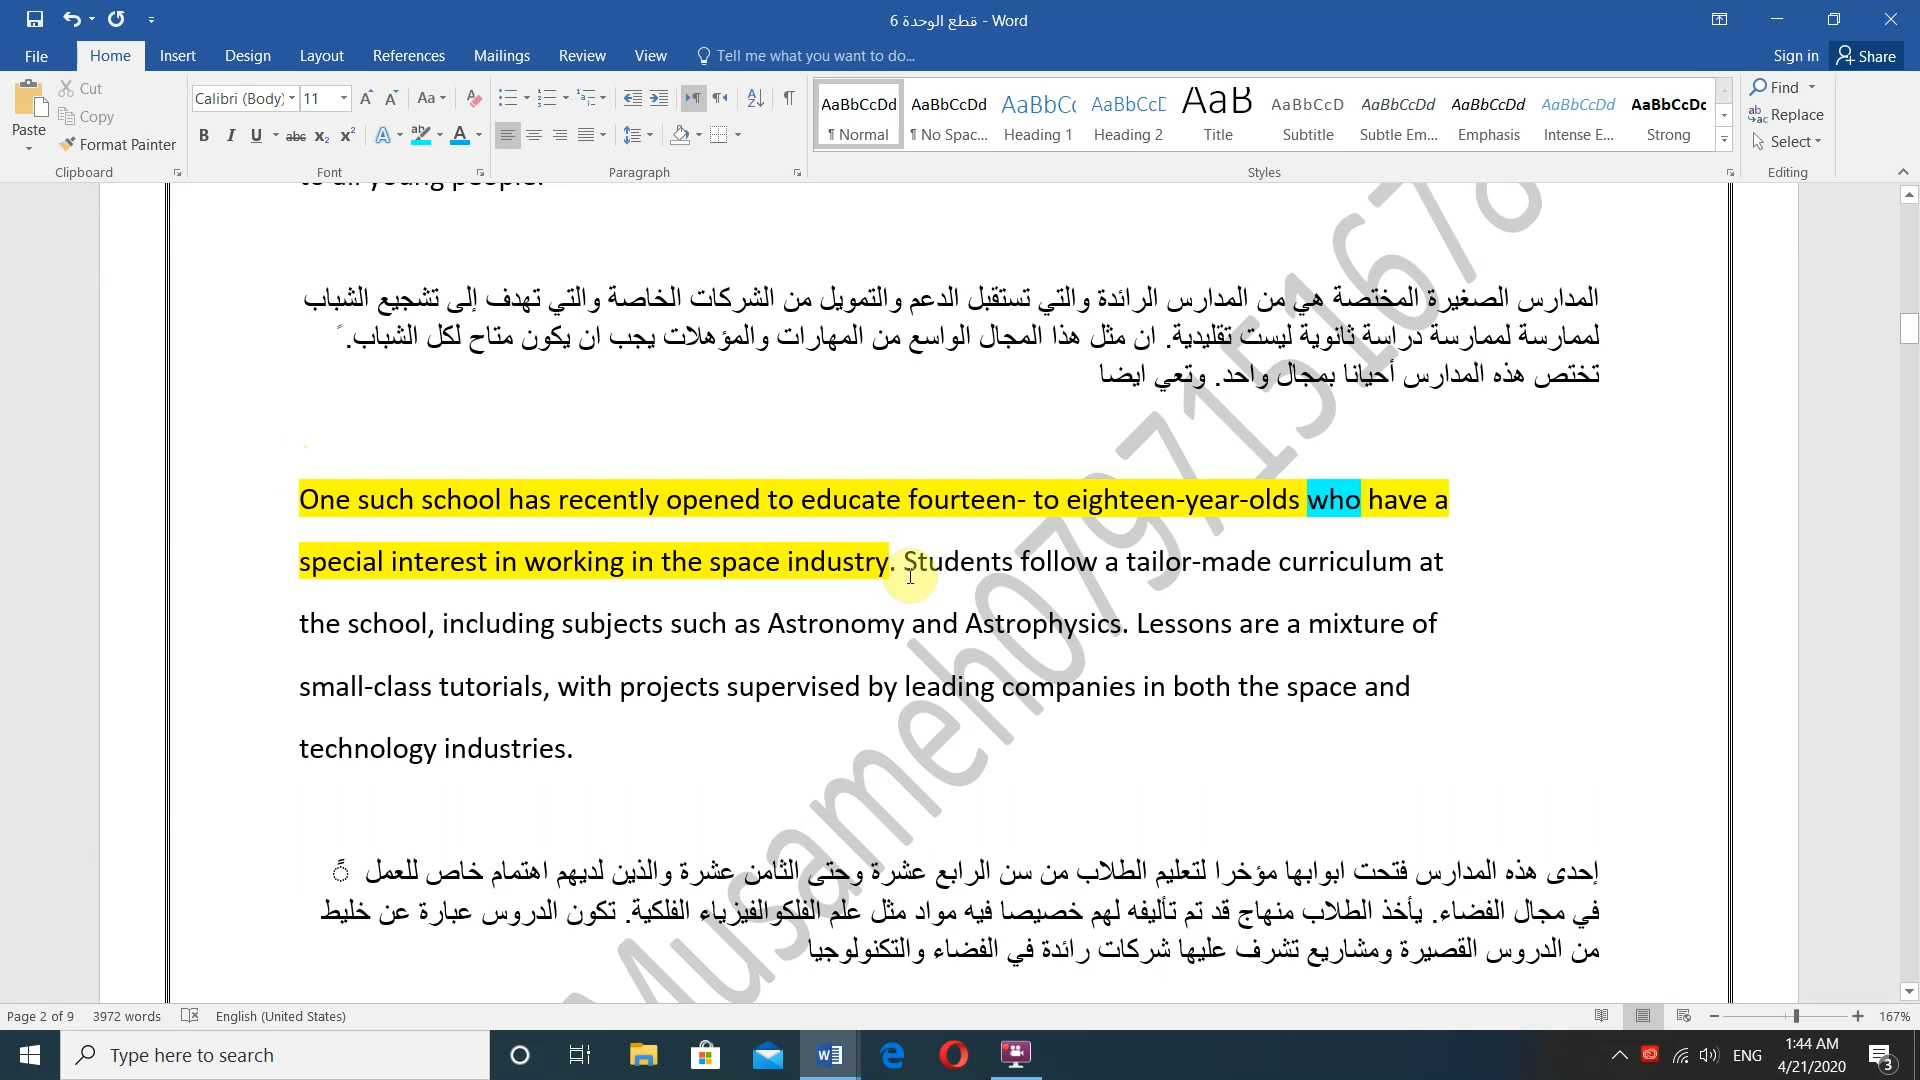 قطع الوحدة 6 - Word
File Home Insert Design Layout References Mailings Review View Tell me what you want to do... Sign in Share
Cut
Copy
Format Painter
Paste
Calibri (Body) 11
AaBbCcDd AaBbCcDd AaBbCc AaBbCcD AaB AaBbCcD AaBbCcDd AaBbCcDd AaBbCcDd AaBbCcDc
¶ Normal ¶ No Spac... Heading 1 Heading 2 Title Subtitle Subtle Em... Emphasis Intense E... Strong
Find
Replace
Select
Clipboard Font Paragraph Styles Editing
to all young people.
المدارس الصغيرة المختصة هي من المدارس الرائدة والتي تستقبل الدعم والتمويل من الشركات الخاصة والتي تهدف إلى تشجيع الشباب
لممارسة لممارسة دراسة ثانوية ليست تقليدية. ان مثل هذا المجال الواسع من المهارات والمؤهلات يجب ان يكون متاح لكل الشباب.
تختص هذه المدارس أحيانا بمجال واحد. وتعي ايضا
One such school has recently opened to educate fourteen- to eighteen-year-olds who have a
special interest in working in the space industry. Students follow a tailor-made curriculum at
the school, including subjects such as Astronomy and Astrophysics. Lessons are a mixture of
small-class tutorials, with projects supervised by leading companies in both the space and
technology industries.
إحدى هذه المدارس فتحت ابوابها مؤخرا لتعليم الطلاب من سن الرابع عشرة وحتى الثامن عشرة والذين لديهم اهتمام خاص للعمل
في مجال الفضاء. يأخذ الطلاب منهاج قد تم تأليفه لهم خصيصا فيه مواد مثل علم الفلكوالفيزياء الفلكية. تكون الدروس عبارة عن خليط
من الدروس القصيرة ومشاريع تشرف عليها شركات رائدة في الفضاء والتكنولوجيا
Musameh0797151678
Page 2 of 9 3972 words English (United States) 167%
Type here to search
ENG
1:44 AM
4/21/2020
3